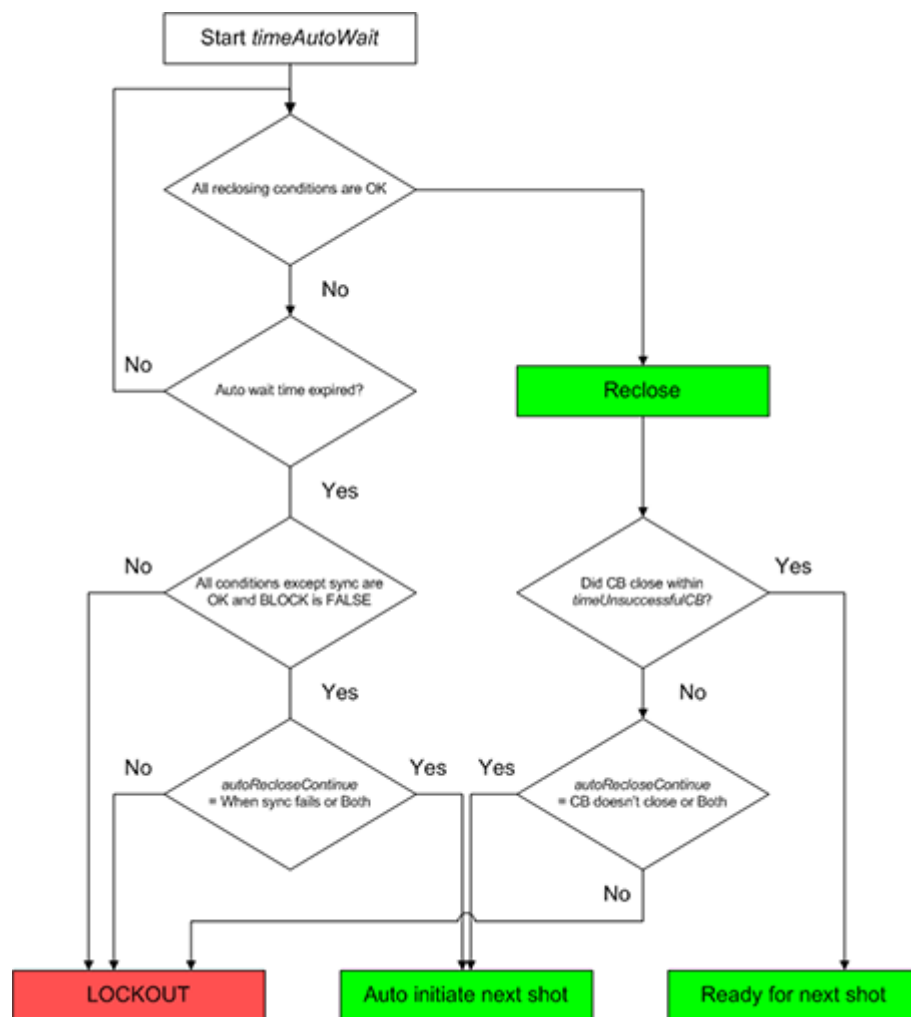 Start timeAutoWait
All reclosing conditions are OK
No
No
Auto wait time expired?
Reclose
Yes
No
All conditions except sync are
OK and BLOCK is FALSE
Did CB close within
timeUnsuccessfulCB?
Yes
Yes
No
No
autoRecloseContinue
= When sync fails or Both
Yes
Yes
autoRecloseContinue
= CB doesn't close or Both
No
LOCKOUT
Auto initiate next shot
Ready for next shot